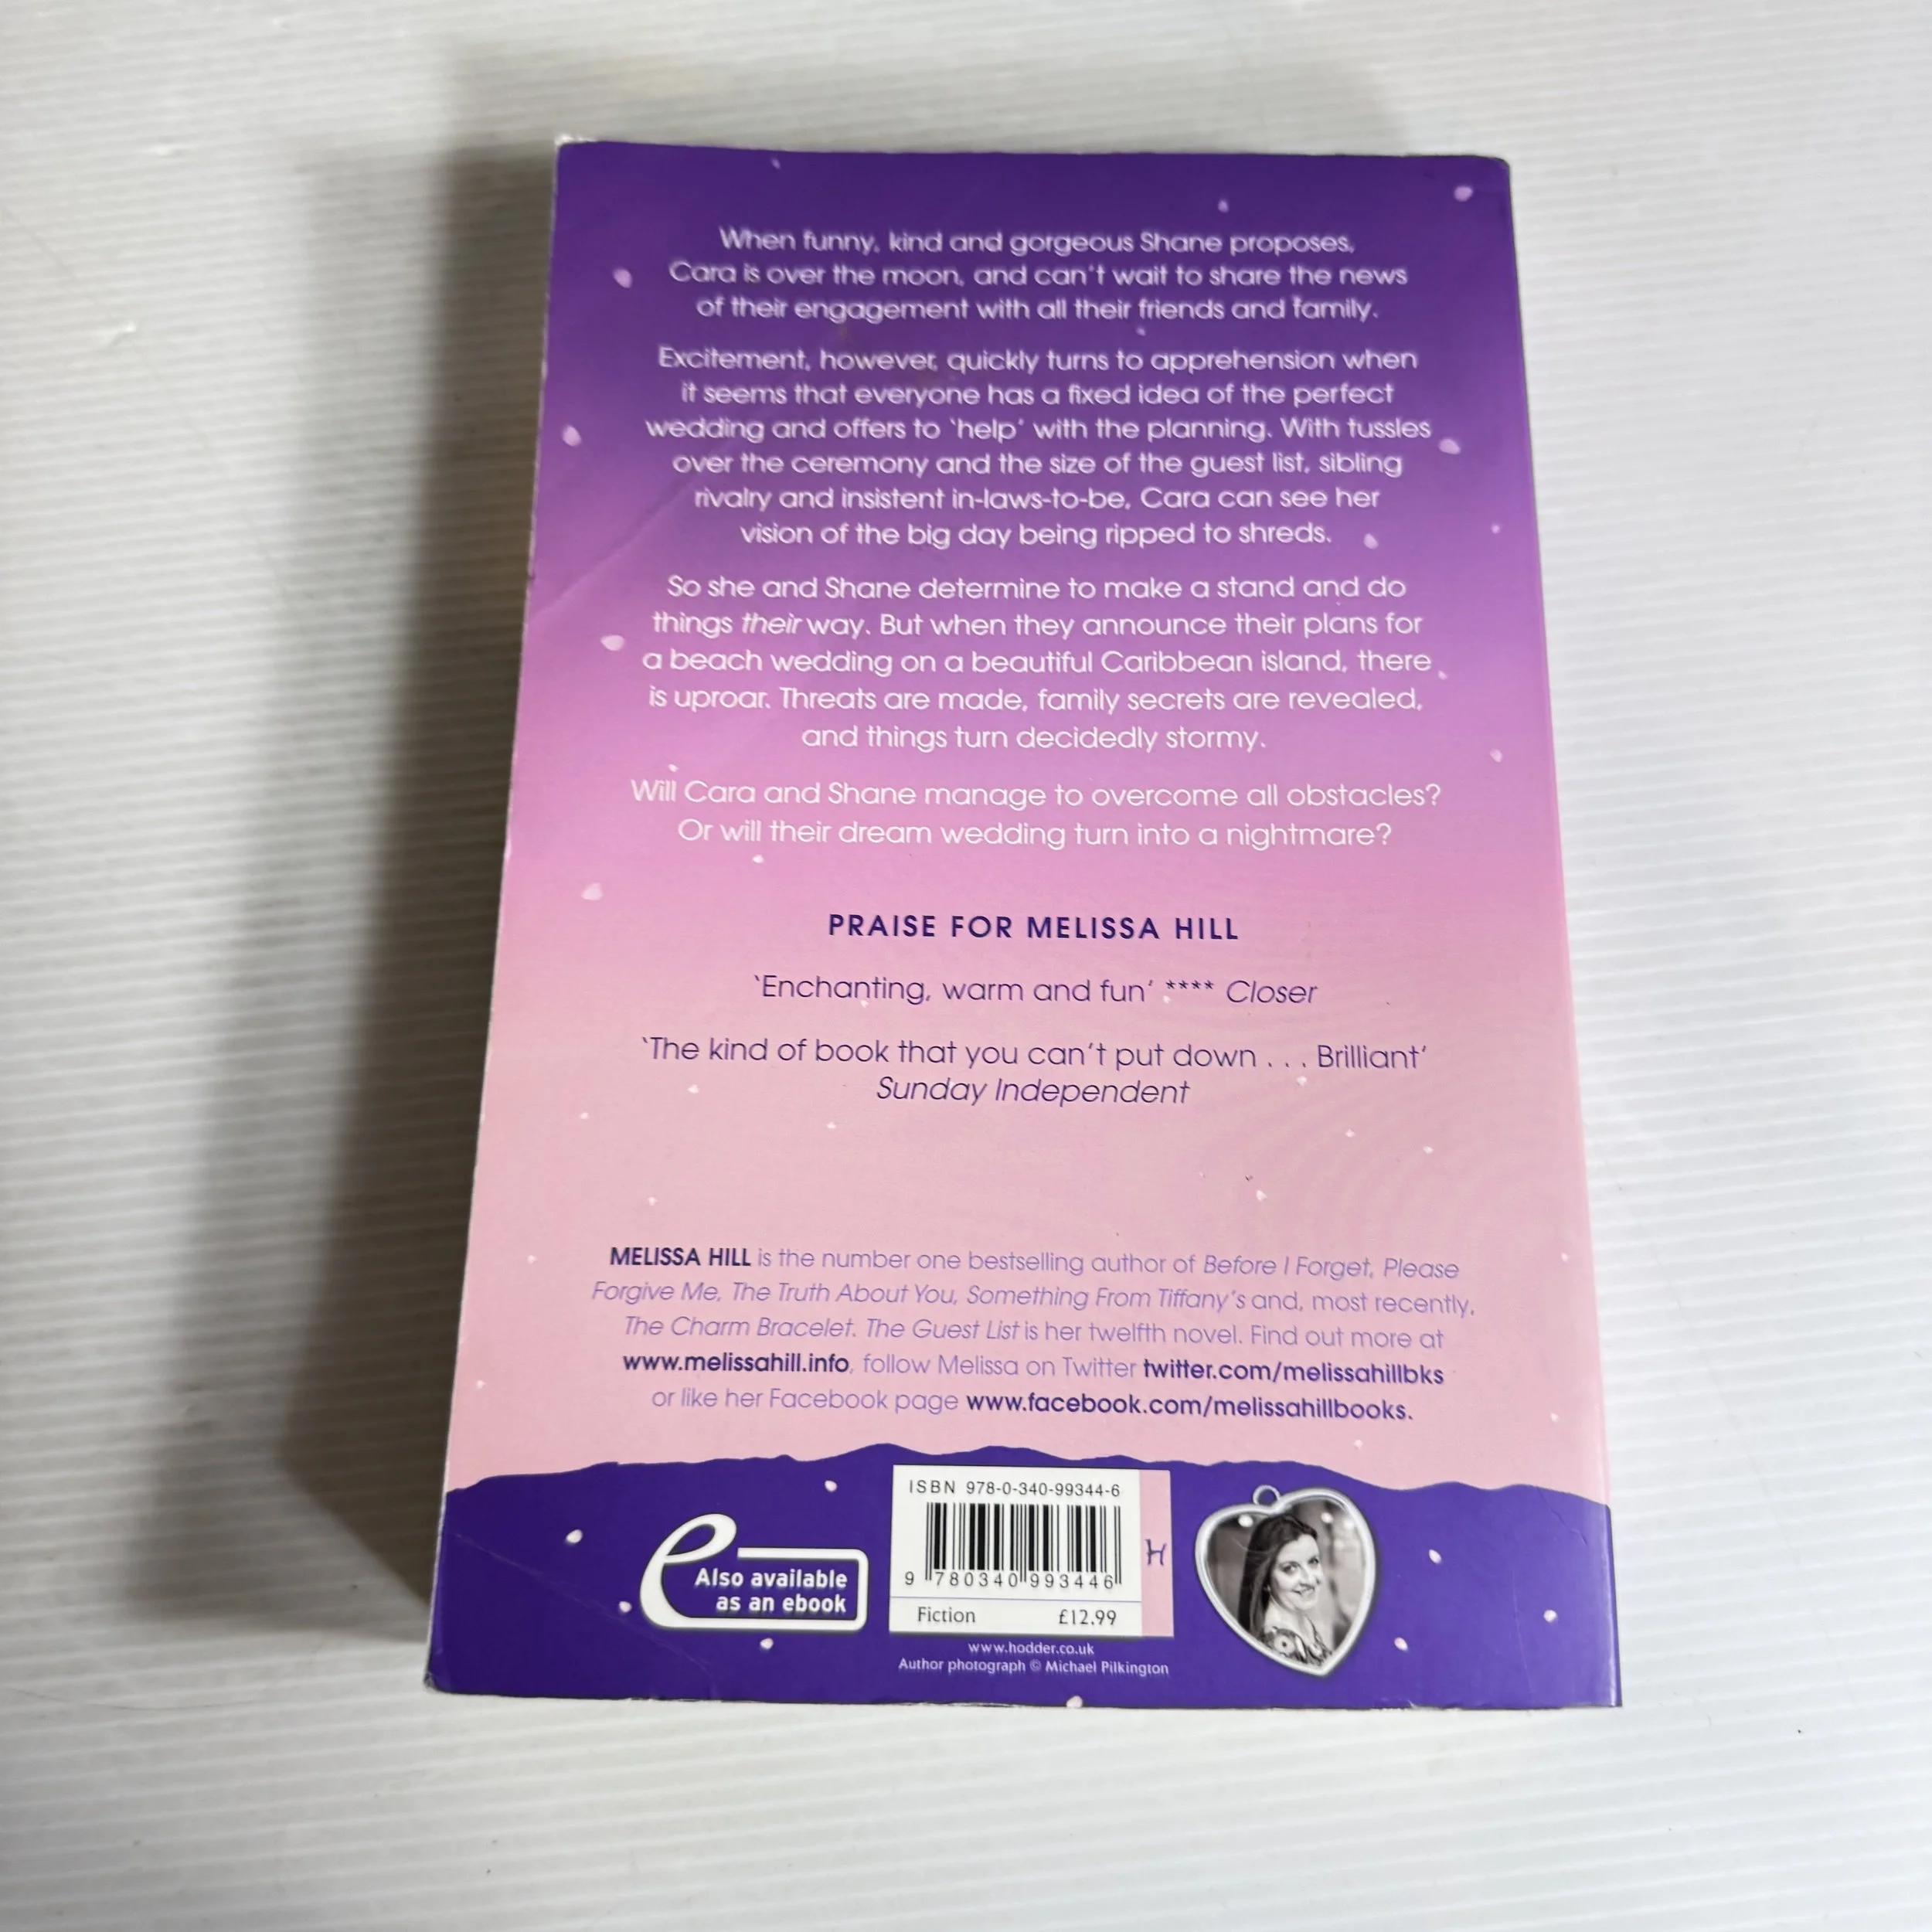 When funny, kind and gorgeous Shane proposes,
Cara is over the moon, and can't wait to share the news
of their engagement with all their friends and family.
Excitement, however, quickly turns to apprehension when
it seems that everyone has a fixed idea of the perfect
wedding and offers to 'help' with the planning. With tussles
over the ceremony and the size of the guest list, sibling
rivalry and insistent in-laws-to-be, Cara can see her
vision of the big day being ripped to shreds.
So she and Shane determine to make a stand and do
things their way. But when they announce their plans for
a beach wedding on a beautiful Caribbean island, there
is uproar. Threats are made, family secrets are revealed,
and things turn decidedly stormy.
Will Cara and Shane manage to overcome all obstacles?
Or will their dream wedding turn into a nightmare?
PRAISE FOR MELISSA HILL
'Enchanting, warm and fun' **** Closer
'The kind of book that you can't put down . . . Brilliant'
Sunday Independent
MELISSA HILL is the number one bestselling author of Before I Forget, Please
Forgive Me, The Truth About You, Something From Tiffany's and, most recently,
The Charm Bracelet. The Guest List is her twelfth novel. Find out more at
www.melissahill.info, follow Melissa on Twitter twitter.com/melissahillbks
or like her Facebook page www.facebook.com/melissahillbooks.
e
Also available
as an ebook
ISBN 978-0-340-99344-6
9 780340 993446
H
Fiction £12.99
www.hodder.co.uk
Author photograph © Michael Pilkington